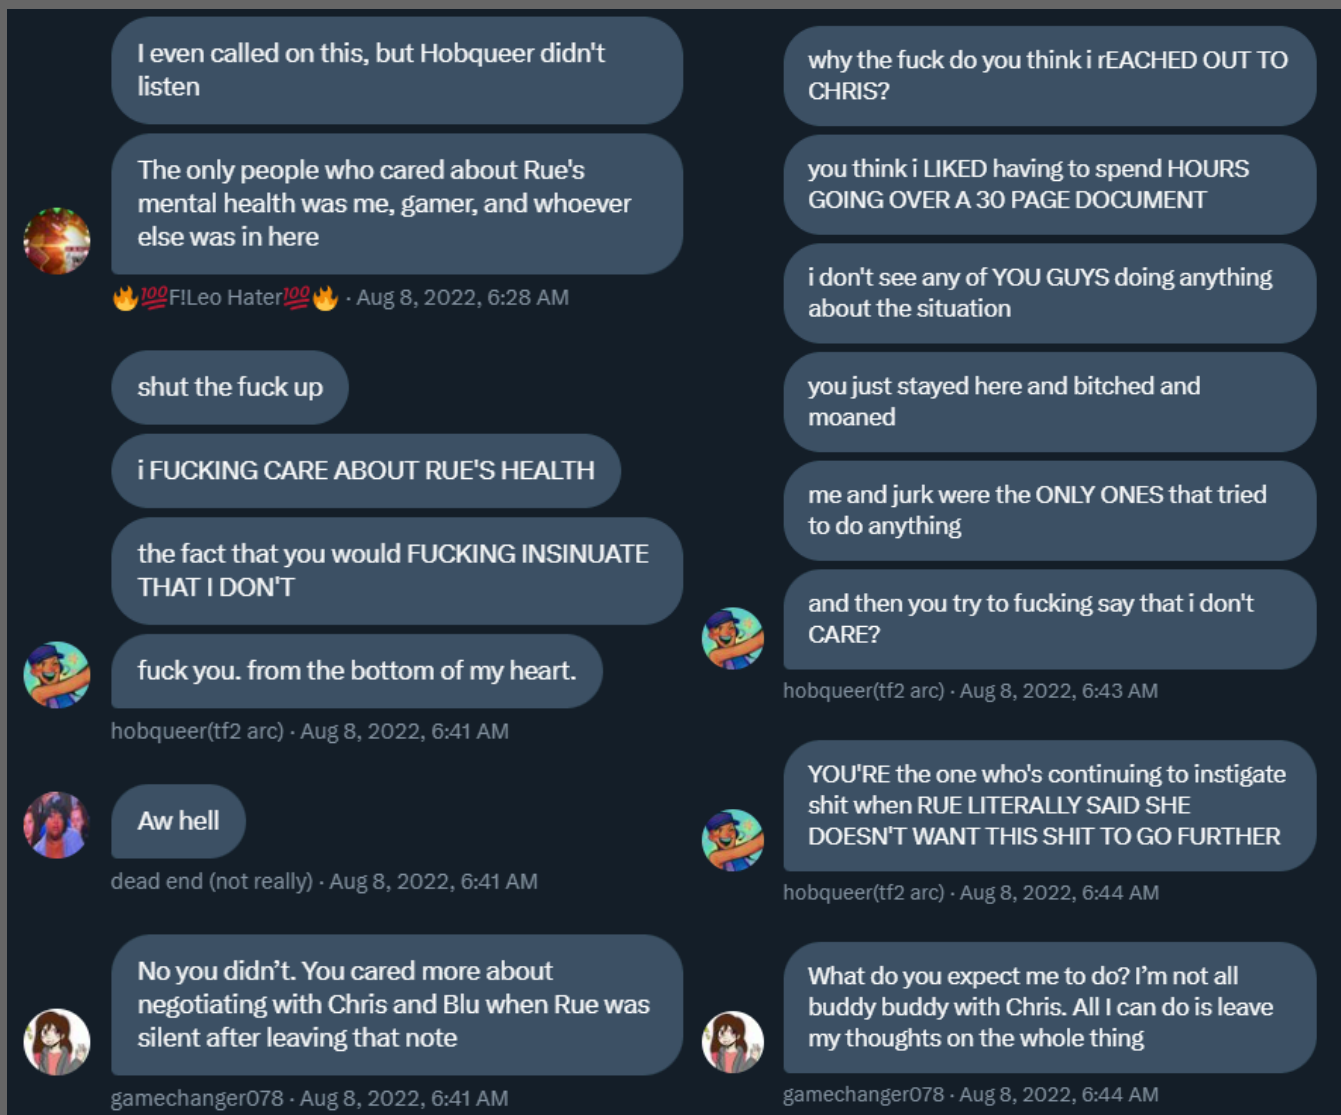 I even called on this, but Hobqueer didn't
listen
The only people who cared about Rue's
mental health was me, gamer, and whoever
else was in here
🔥💯F!Leo Hater💯🔥 · Aug 8, 2022, 6:28 AM
shut the fuck up
i FUCKING CARE ABOUT RUE'S HEALTH
the fact that you would FUCKING INSINUATE
THAT I DON'T
fuck you. from the bottom of my heart.
hobqueer(tf2 arc) · Aug 8, 2022, 6:41 AM
Aw hell
dead end (not really) · Aug 8, 2022, 6:41 AM
No you didn’t. You cared more about
negotiating with Chris and Blu when Rue was
silent after leaving that note
gamechanger078 · Aug 8, 2022, 6:41 AM
why the fuck do you think i rEACHED OUT TO
CHRIS?
you think i LIKED having to spend HOURS
GOING OVER A 30 PAGE DOCUMENT
i don't see any of YOU GUYS doing anything
about the situation
you just stayed here and bitched and
moaned
me and jurk were the ONLY ONES that tried
to do anything
and then you try to fucking say that i don't
CARE?
hobqueer(tf2 arc) · Aug 8, 2022, 6:43 AM
YOU'RE the one who's continuing to instigate
shit when RUE LITERALLY SAID SHE
DOESN'T WANT THIS SHIT TO GO FURTHER
hobqueer(tf2 arc) · Aug 8, 2022, 6:44 AM
What do you expect me to do? I’m not all
buddy buddy with Chris. All I can do is leave
my thoughts on the whole thing
gamechanger078 · Aug 8, 2022, 6:44 AM